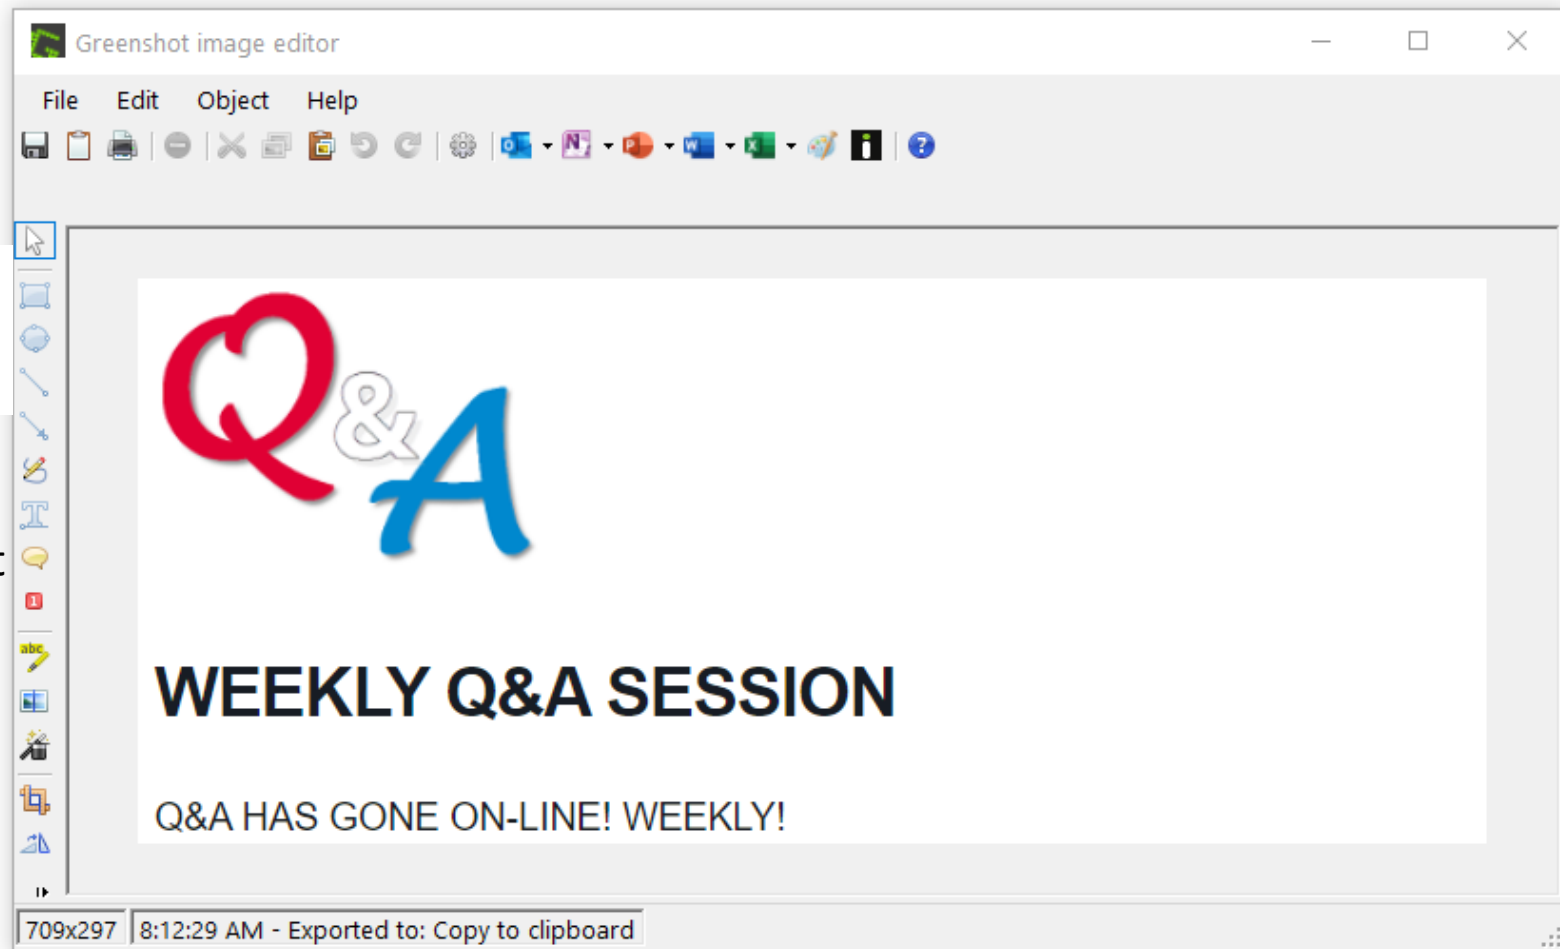 Greenshot image editor
File Edit Object Help
Q&A
WEEKLY Q&A SESSION
Q&A HAS GONE ON-LINE! WEEKLY!
709x297 8:12:29 AM - Exported to: Copy to clipboard